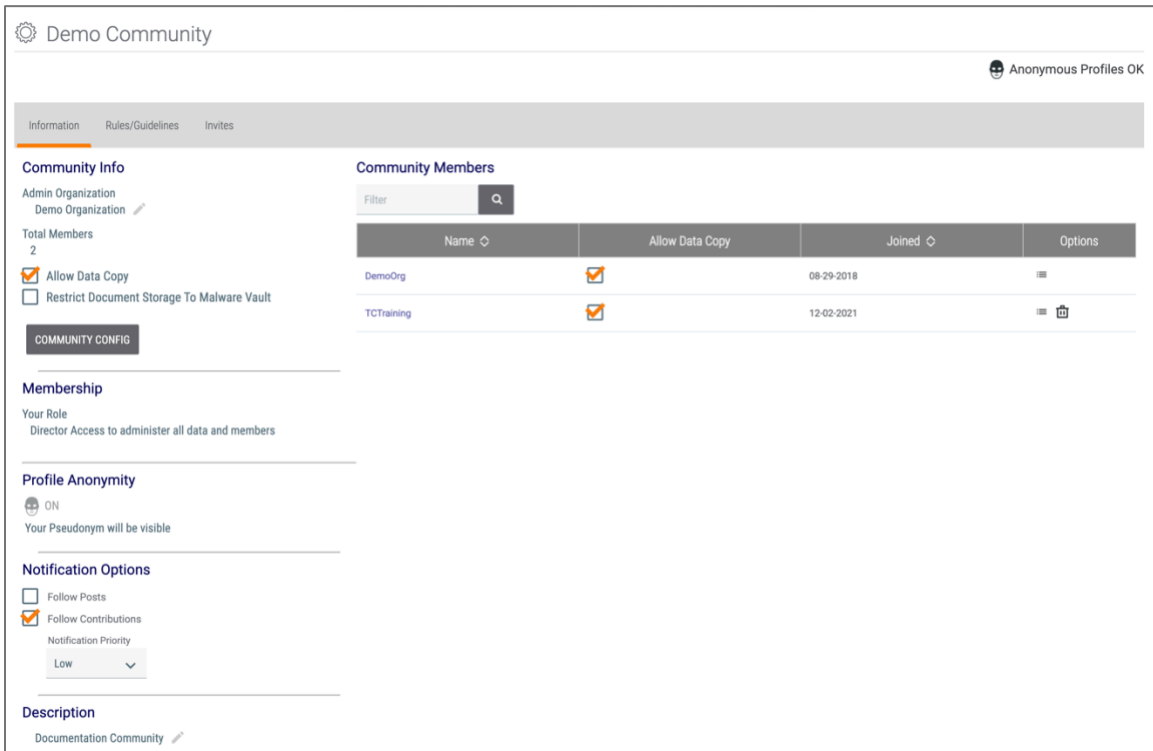 Demo Community
Anonymous Profiles OK
Information Rules/Guidelines Invites
Community Info
Admin Organization
Demo Organization
Total Members
2
Allow Data Copy
Restrict Document Storage To Malware Vault
COMMUNITY CONFIG
Membership
Your Role
Director Access to administer all data and members
Profile Anonymity
ON
Your Pseudonym will be visible
Notification Options
Follow Posts
Follow Contributions
Notification Priority
Low
Description
Documentation Community
Community Members
Filter
Name Allow Data Copy Joined Options
DemoOrg 08-29-2018
TCTraining 12-02-2021